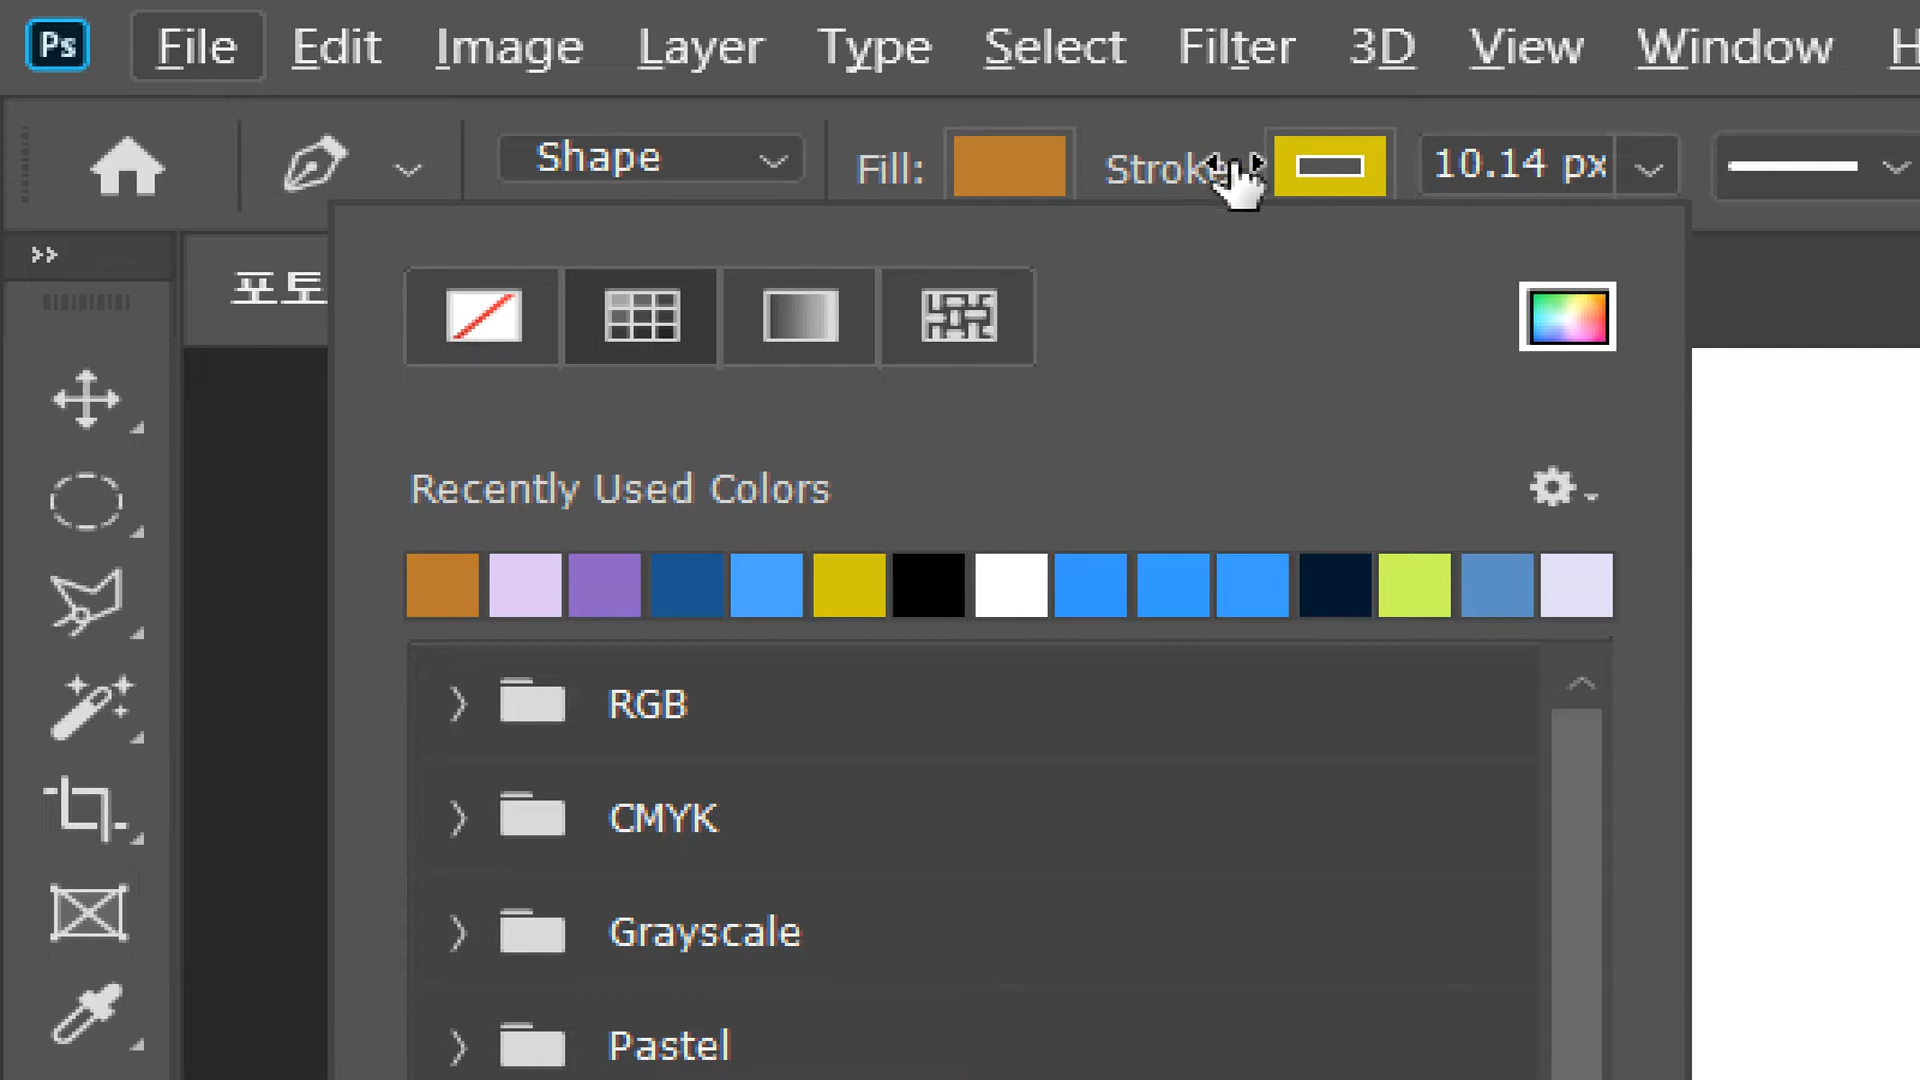 Ps File Edit Image Layer Type Select Filter 3D View Window H
Shape Fill: Stroke 10.14 px
포토
Recently Used Colors
RGB
CMYK
Grayscale
Pastel